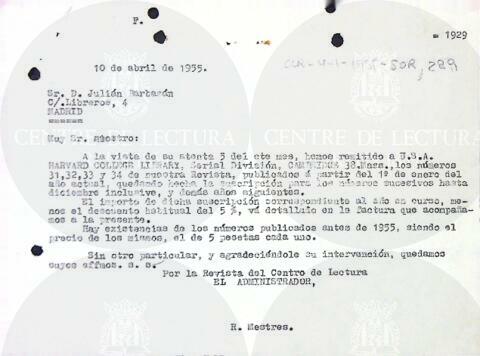 F.
= 1929
10 de abril de 1955.
Sr. D. Julián Barbazán
C/.Libreros, 4
MADRID
Muy Sr. nuestro:
A la vista de su atenta 5 del cte mes, hemos remitido a U.S.A.
HARVARD COLLEGE LIBRARY, Serial División, CAMBRIDGE 38.Mass., los números
31,32,33 y 34 de nuestra Revista, publicados á partir del 1º de enero del
año actual, quedando hecha la suscripción para los números sucesivos hasta
diciembre inclusive, y demás años siguientes.
El importe de dicha suscripción correspondiente al año en curso, me-
nos el descuento habitual del 5 %, vá detallado en la factura que acompaña-
mos a la presente.
Hay existencias de los números publicados antes de 1955, siendo el
precio de los mismos, el de 5 pesetas cada uno.
Sin otro particular, y agradeciéndole su intervención, quedamos
suyos affmos. s. s.
Por la Revista del Centro de Lectura
EL ADMINISTRADOR,
R. Mestres.
CENTRE DE LECTURA
CENTRE DE LECTURA